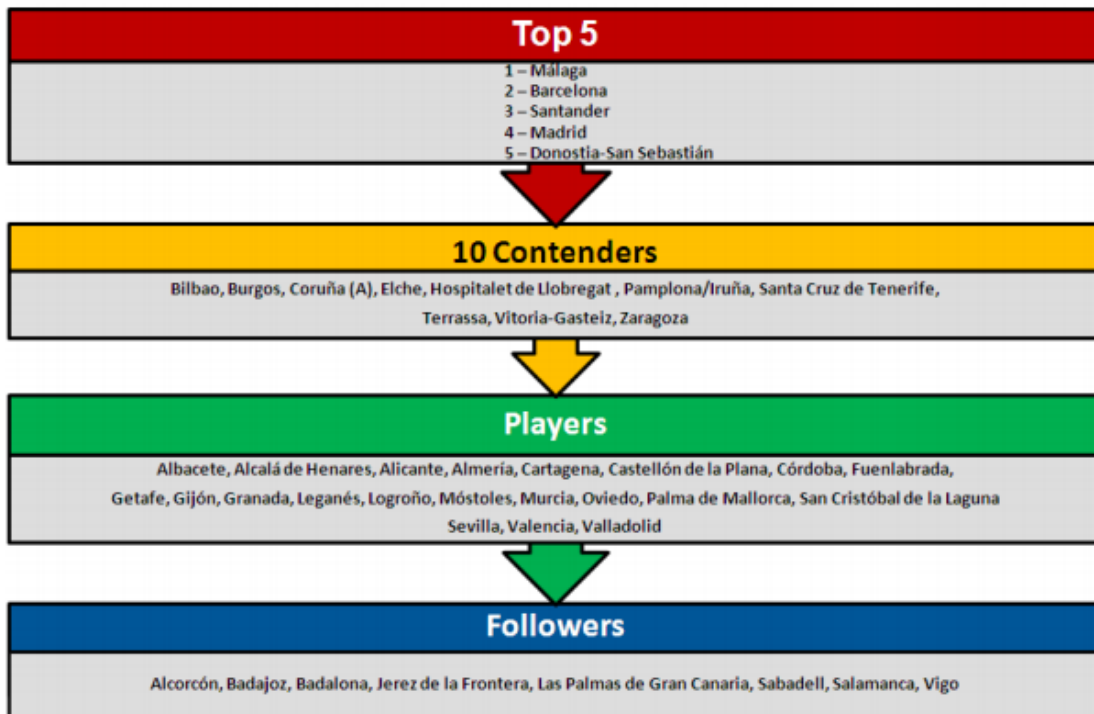 Top 5
1 – Málaga
2 – Barcelona
3 – Santander
4 – Madrid
5 – Donostia-San Sebastián
10 Contenders
Bilbao, Burgos, Coruña (A), Elche, Hospitalet de Llobregat , Pamplona/Iruña, Santa Cruz de Tenerife,
Terrassa, Vitoria-Gasteiz, Zaragoza
Players
Albacete, Alcalá de Henares, Alicante, Almería, Cartagena, Castellón de la Plana, Córdoba, Fuenlabrada,
Getafe, Gijón, Granada, Leganés, Logroño, Móstoles, Murcia, Oviedo, Palma de Mallorca, San Cristóbal de la Laguna
Sevilla, Valencia, Valladolid
Followers
Alcorcón, Badajoz, Badalona, Jerez de la Frontera, Las Palmas de Gran Canaria, Sabadell, Salamanca, Vigo